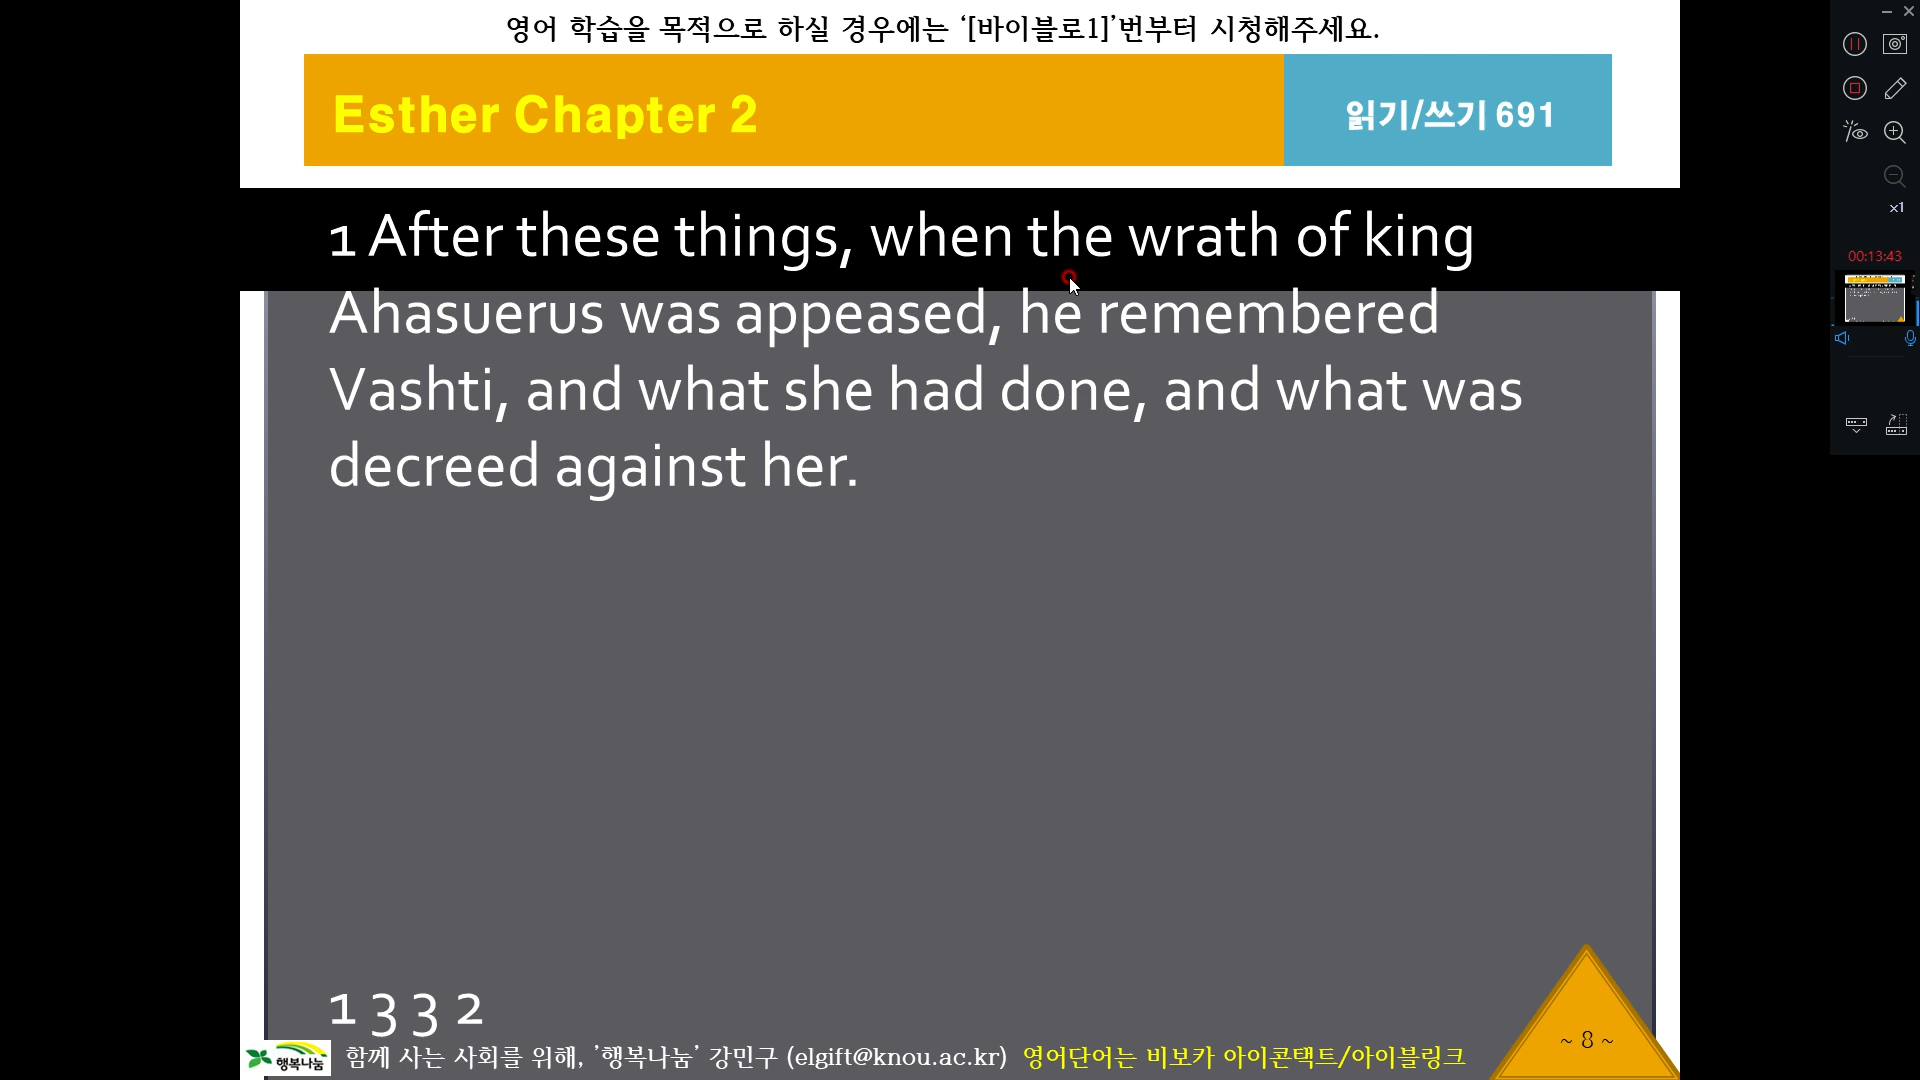 영어 학습을 목적으로 하실 경우에는 ‘[바이블로1]’번부터 시청해주세요.
Esther Chapter 2
읽기/쓰기 691
1 After these things, when the wrath of king
Ahasuerus was appeased, he remembered
Vashti, and what she had done, and what was
decreed against her.
1 3 3 2
행복나눔 함께 사는 사회를 위해, ’행복나눔’ 강민구 (elgift@knou.ac.kr) 영어단어는 비보카 아이콘택트/아이블링크
~ 8 ~
x1
00:13:43